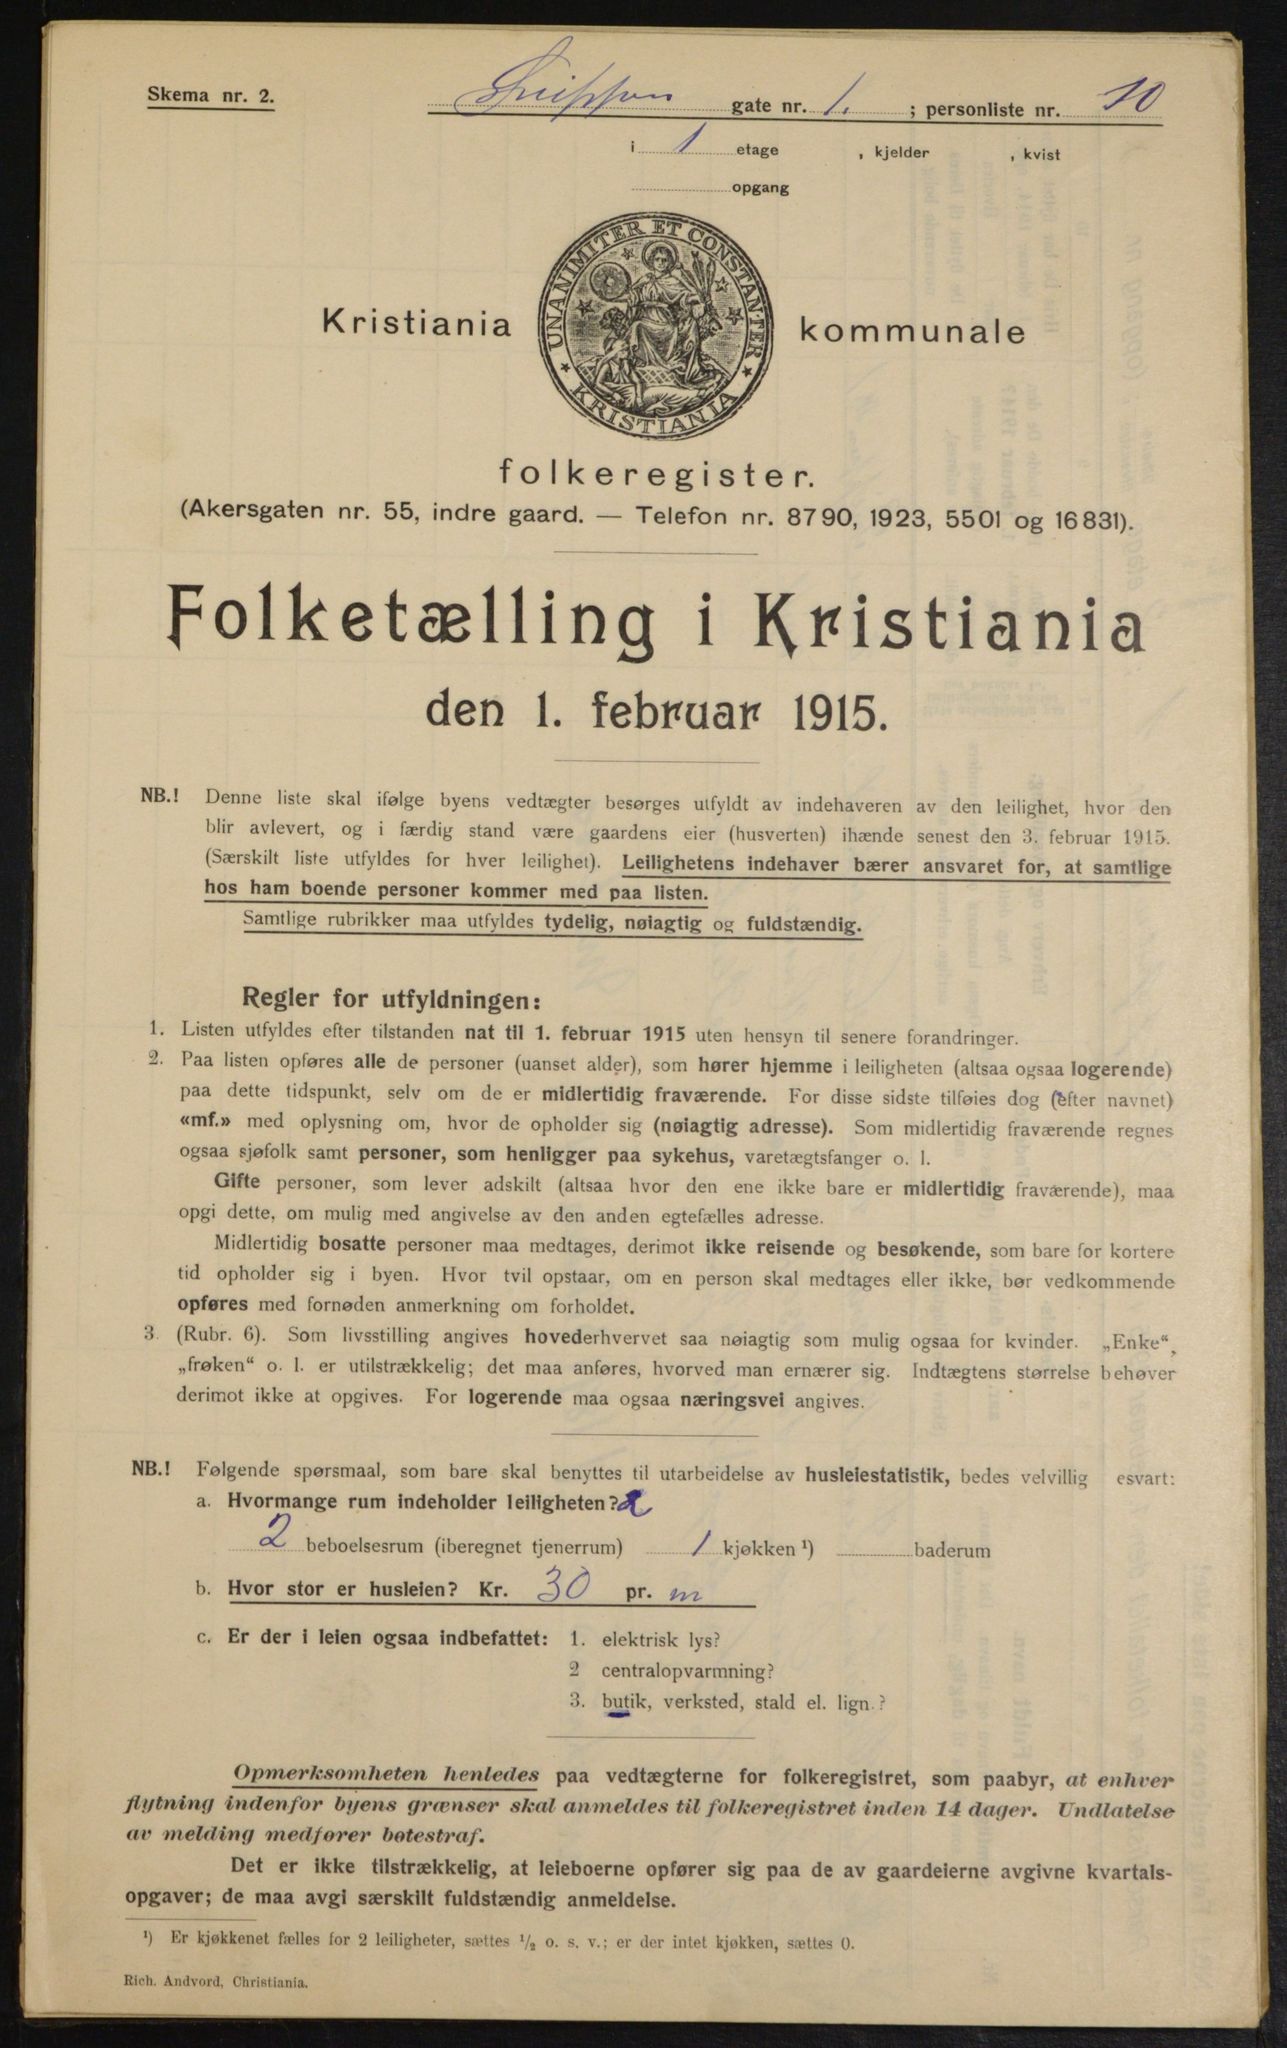 Skema nr. 2.
gate nr. 1. ; personliste nr. 10
i 1 etage , kjelder , kvist
opgang
UNANIMITER ET CONSTANTER
KRISTIANIA
Kristiania kommunale
folkeregister.
(Akersgaten nr. 55, indre gaard. — Telefon nr. 8790, 1923, 5501 og 16831).
Folketælling i Kristiania
den 1. februar 1915.
NB.! Denne liste skal ifølge byens vedtægter besørges utfyldt av indehaveren av den leilighet, hvor den
blir avlevert, og i færdig stand være gaardens eier (husverten) ihænde senest den 3. februar 1915.
(Særskilt liste utfyldes for hver leilighet). Leilighetens indehaver bærer ansvaret for, at samtlige
hos ham boende personer kommer med paa listen.
Samtlige rubrikker maa utfyldes tydelig, nøiagtig og fuldstændig.
Regler for utfyldningen:
1. Listen utfyldes efter tilstanden nat til 1. februar 1915 uten hensyn til senere forandringer.
2. Paa listen opføres alle de personer (uanset alder), som hører hjemme i leiligheten (altsaa ogsaa logerende)
paa dette tidspunkt, selv om de er midlertidig fraværende. For disse sidste tilføies dog (efter navnet)
«mf.» med oplysning om, hvor de opholder sig (nøiagtig adresse). Som midlertidig fraværende regnes
ogsaa sjøfolk samt personer, som henligger paa sykehus, varetægtsfanger o. l.
Gifte personer, som lever adskilt (altsaa hvor den ene ikke bare er midlertidig fraværende), maa
opgi dette, om mulig med angivelse av den anden egtefælles adresse.
Midlertidig bosatte personer maa medtages, derimot ikke reisende og besøkende, som bare for kortere
tid opholder sig i byen. Hvor tvil opstaar, om en person skal medtages eller ikke, bør vedkommende
opføres med fornøden anmerkning om forholdet.
3. (Rubr. 6). Som livsstilling angives hovederhvervet saa nøiagtig som mulig ogsaa for kvinder. „Enke“,
„frøken“ o. l. er utilstrækkelig; det maa anføres, hvorved man ernærer sig. Indtægtens størrelse behøver
derimot ikke at opgives. For logerende maa ogsaa næringsvei angives.
NB.! Følgende spørsmaal, som bare skal benyttes til utarbeidelse av husleiestatistik, bedes velvillig esvart:
a. Hvormange rum indeholder leiligheten? 2
2 beboelsesrum (iberegnet tjenerrum) 1 kjøkken ¹) baderum
b. Hvor stor er husleien? Kr. 30 pr. m
c. Er der i leien ogsaa indbefattet: 1. elektrisk lys?
2 centralopvarmning?
3. butik, verksted, stald el. lign.?
Opmerksomheten henledes paa vedtægterne for folkeregistret, som paabyr, at enhver
flytning indenfor byens grænser skal anmeldes til folkeregistret inden 14 dager. Undlatelse
av melding medfører bøtestraf.
Det er ikke tilstrækkelig, at leieboerne opfører sig paa de av gaardeierne avgivne kvartals-
opgaver; de maa avgi særskilt fuldstændig anmeldelse.
¹) Er kjøkkenet fælles for 2 leiligheter, sættes ½ o. s. v.; er der intet kjøkken, sættes 0.
Rich. Andvord, Christiania.